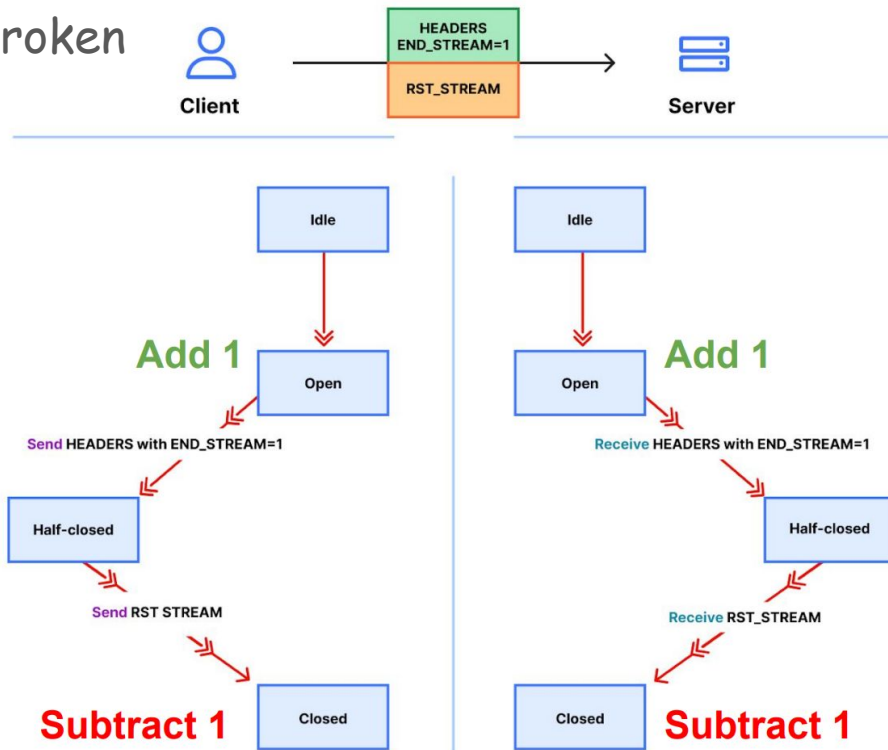 roken
HEADERS
END_STREAM=1
RST_STREAM
Client
Server
Idle
Idle
Add 1
Open
Open
Add 1
Send HEADERS with END_STREAM=1
Receive HEADERS with END_STREAM=1
Half-closed
Half-closed
Send RST STREAM
Receive RST_STREAM
Subtract 1
Closed
Closed
Subtract 1